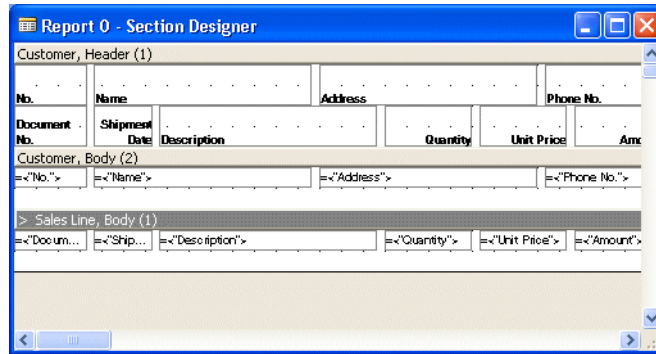 Report 0 - Section Designer
Customer, Header (1)
No. Name Address Phone No.
Document No. Shipment Date Description Quantity Unit Price Amo
Customer, Body (2)
=<"No."> =<"Name"> =<"Address"> =<"Phone No.">
> Sales Line, Body (1)
=<"Docum... =<"Ship... =<"Description"> =<"Quantity"> =<"Unit Price"> =<"Amount">